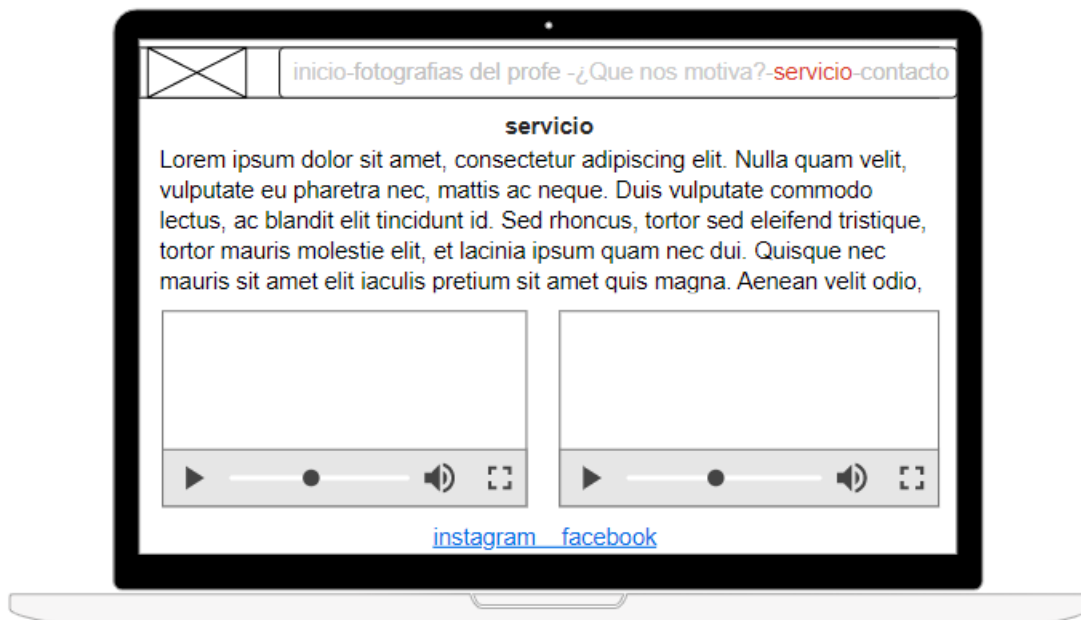 inicio-fotografias del profe -¿Que nos motiva?-servicio-contacto
servicio
Lorem ipsum dolor sit amet, consectetur adipiscing elit. Nulla quam velit,
vulputate eu pharetra nec, mattis ac neque. Duis vulputate commodo
lectus, ac blandit elit tincidunt id. Sed rhoncus, tortor sed eleifend tristique,
tortor mauris molestie elit, et lacinia ipsum quam nec dui. Quisque nec
mauris sit amet elit iaculis pretium sit amet quis magna. Aenean velit odio,
instagram facebook